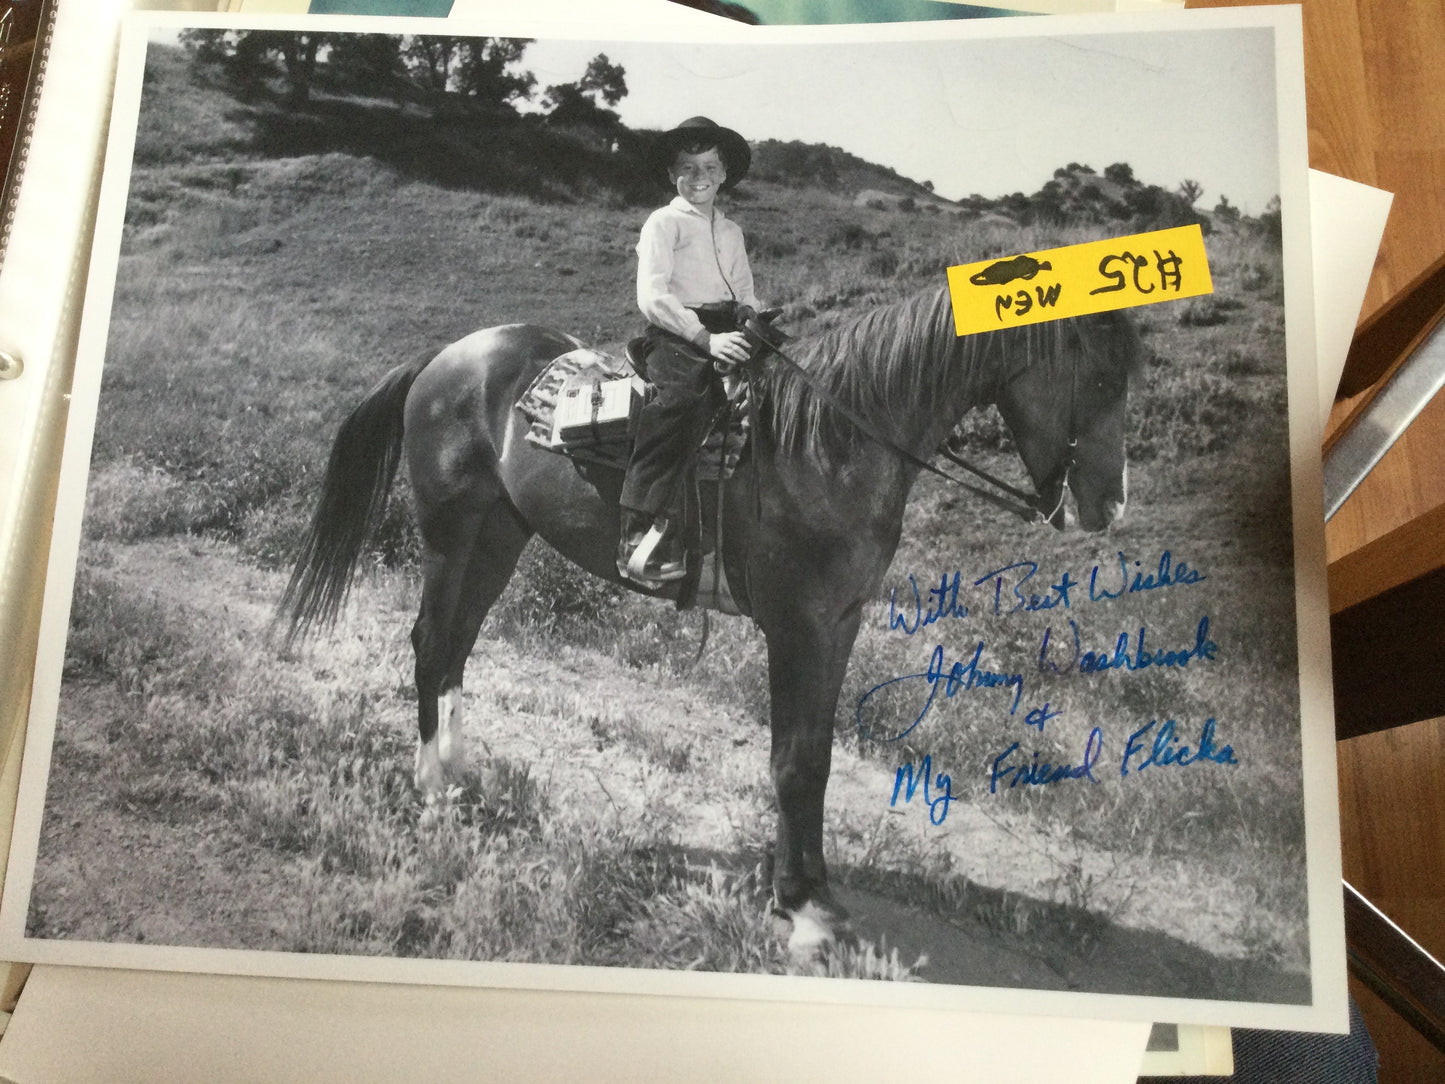 #25 MEN
With Best Wishes
Johnny Washbrook
&
My Friend Flicka